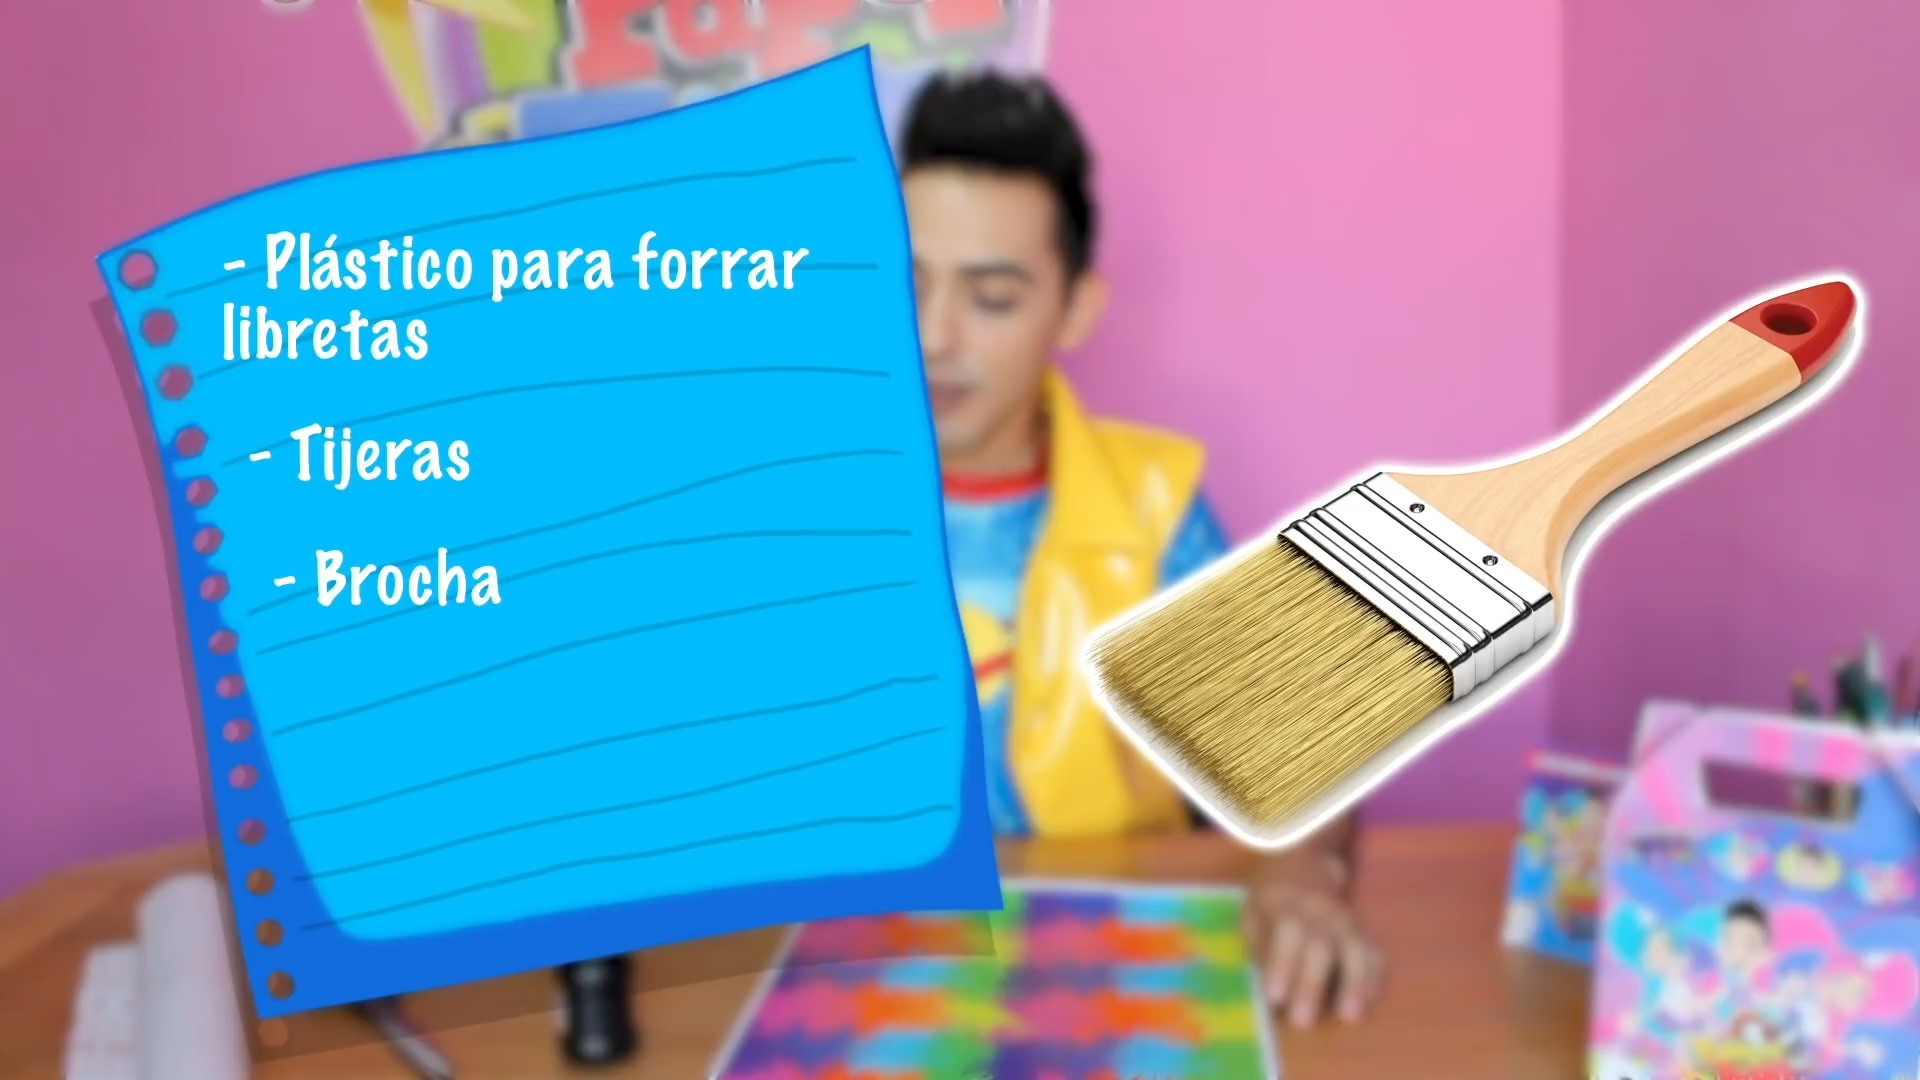 - Plástico para forrar
libretas
- Tijeras
- Brocha